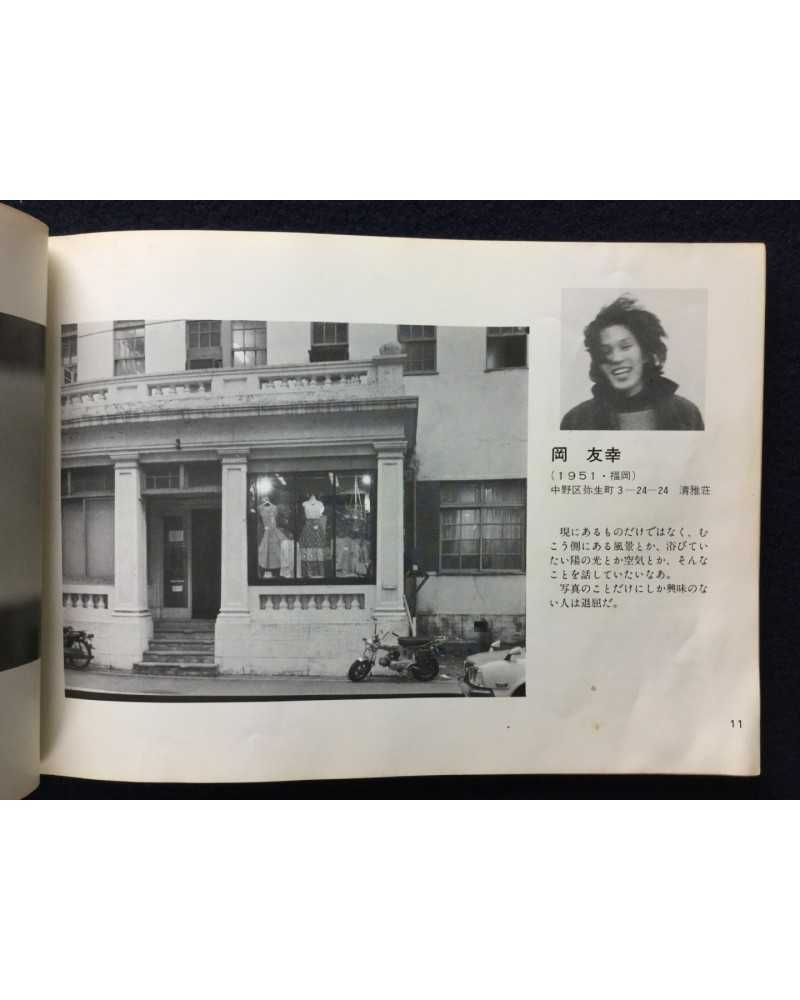 岡 友幸
(1951・福岡)
中野区弥生町3―24―24 清雅荘
現にあるものだけではなく、む
こう側にある風景とか、浴びてい
たい陽の光とか空気とか、そんな
ことを話していたいなあ。
写真のことだけにしか興味のな
い人は退屈だ。
11